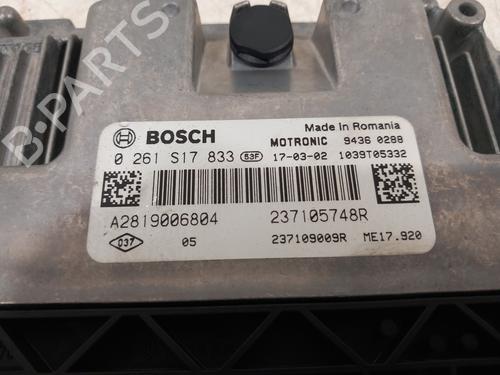 B-PARTS
Made in Romania
BOSCH
MOTRONIC 9436 0288
0 261 S17 833 B3F 17-03-02 1039T05332
A2819006804 237105748R
037 05 237109009R ME17.920